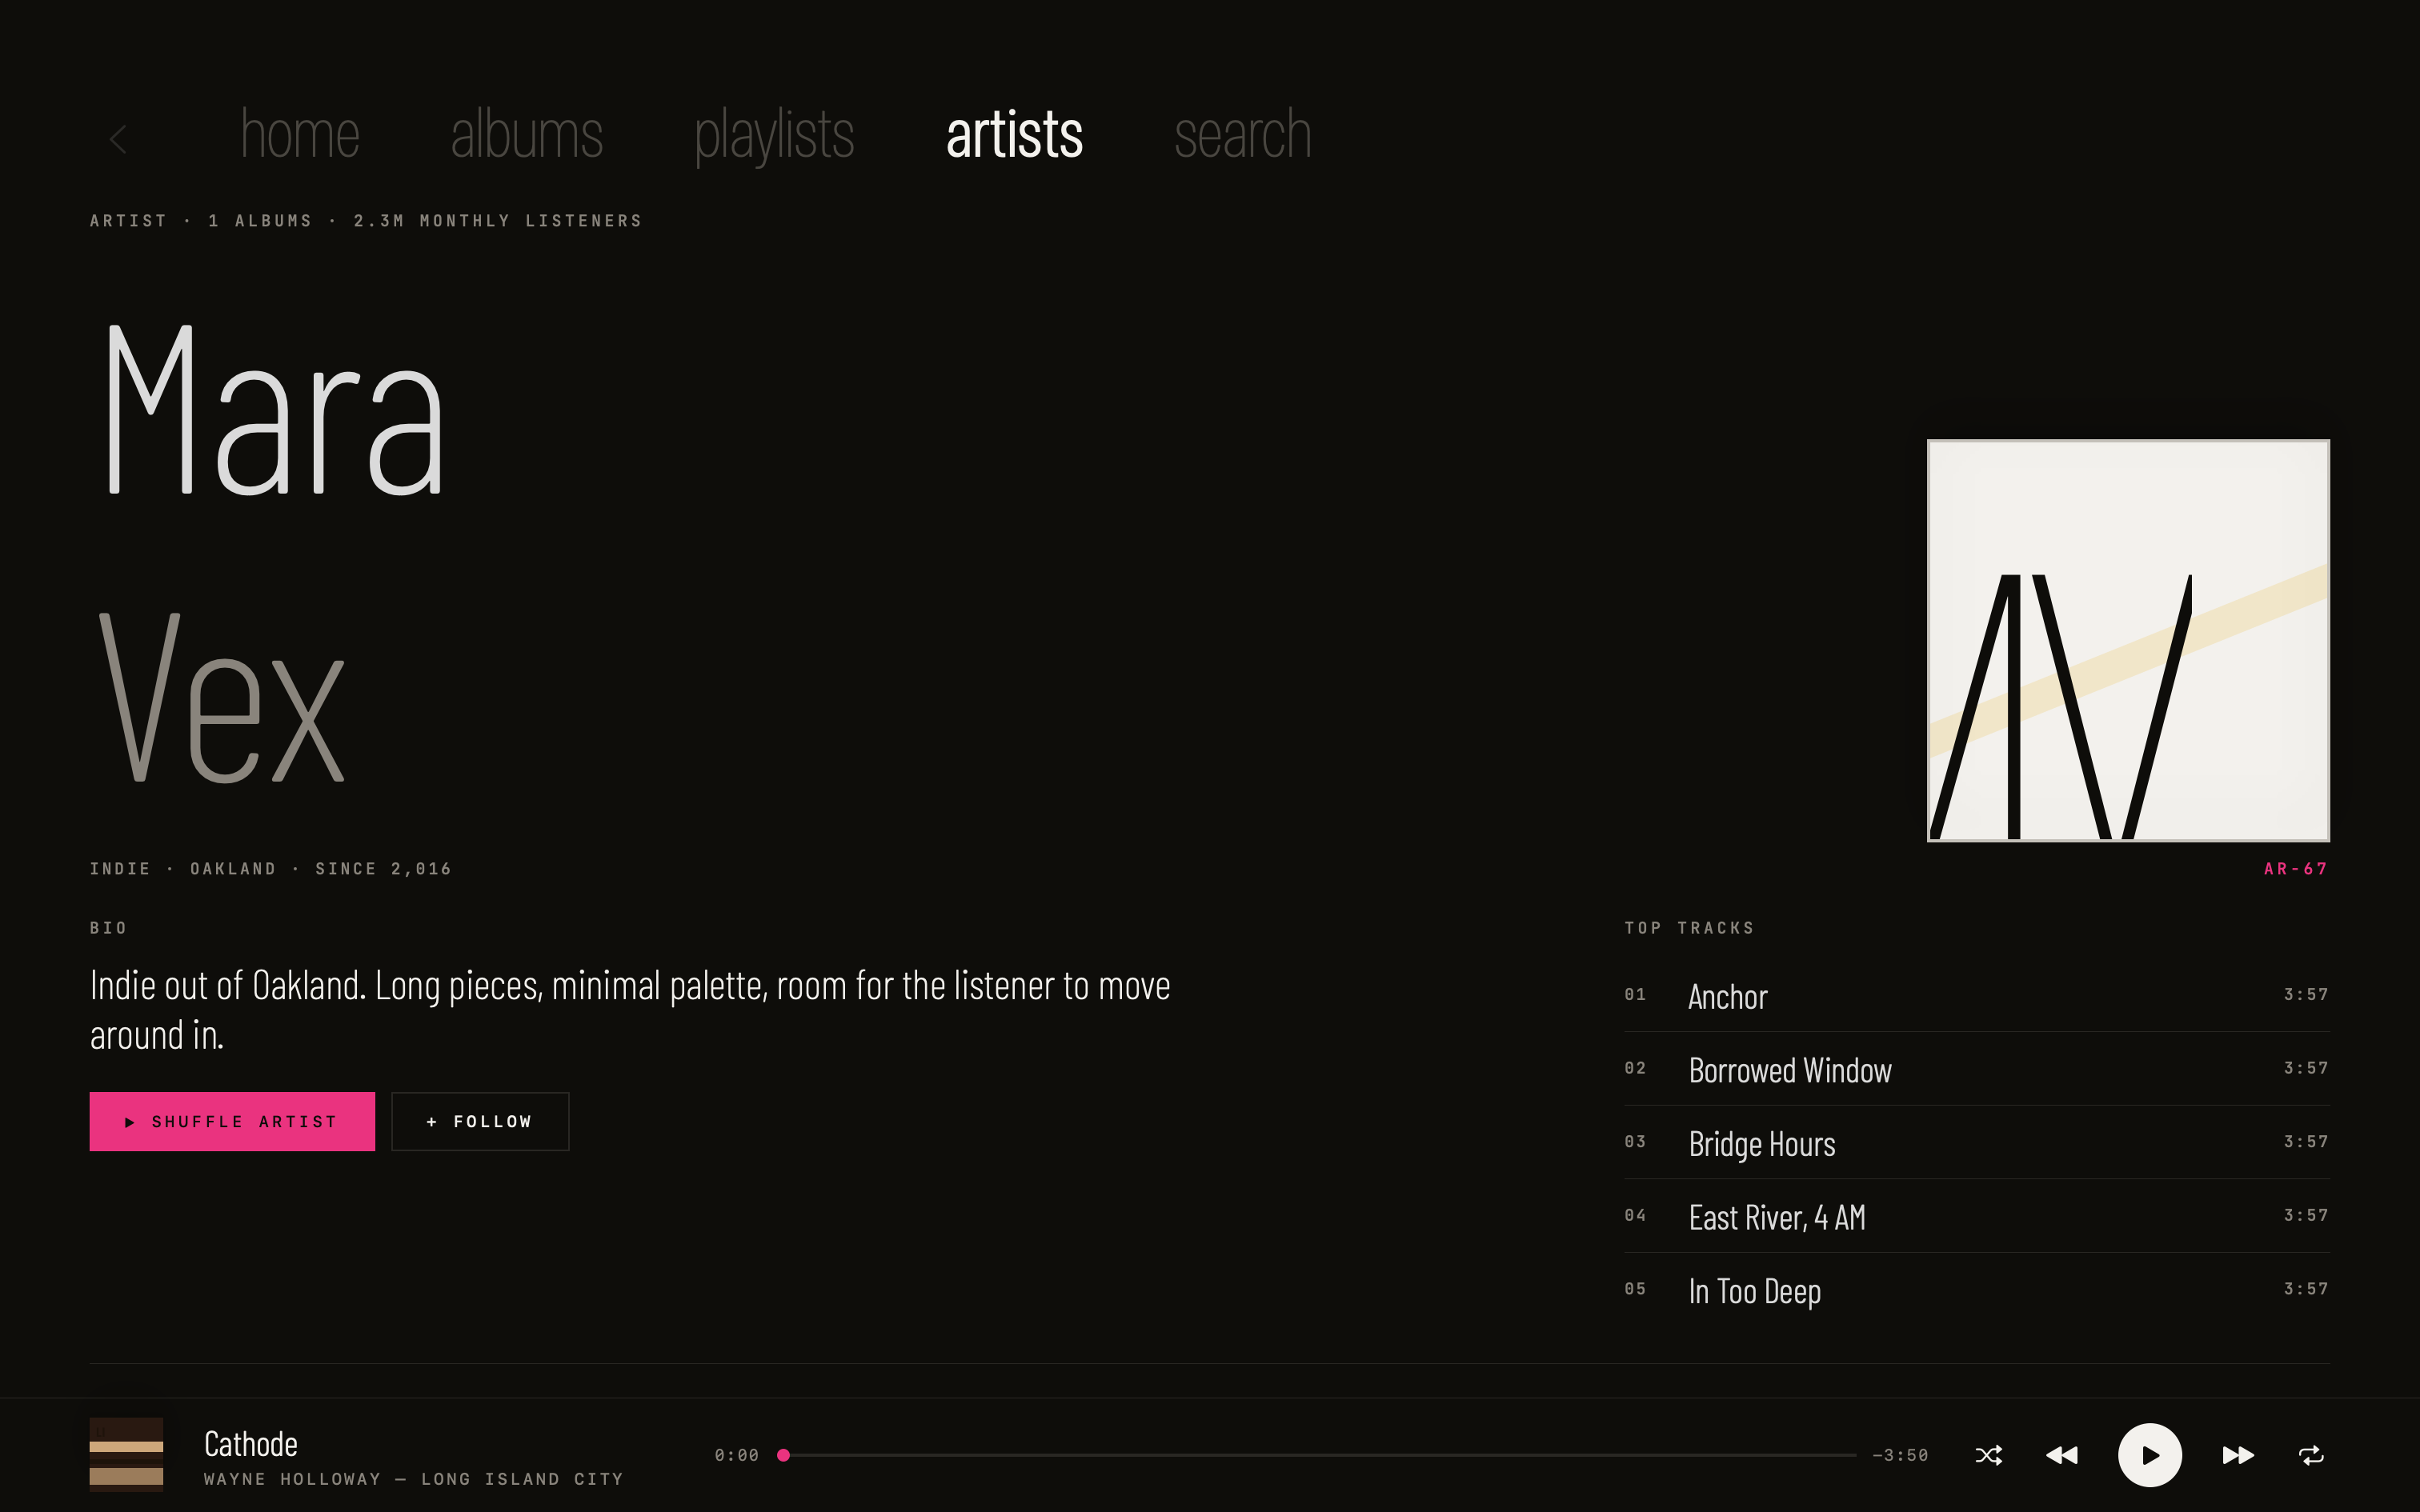 home albums playlists artists search
ARTIST · 1 ALBUMS · 2.3M MONTHLY LISTENERS
Mara
Vex
INDIE · OAKLAND · SINCE 2,016
AR-67
BIO
Indie out of Oakland. Long pieces, minimal palette, room for the listener to move
around in.
▶ SHUFFLE ARTIST
+ FOLLOW
TOP TRACKS
01 Anchor 3:57
02 Borrowed Window 3:57
03 Bridge Hours 3:57
04 East River, 4 AM 3:57
05 In Too Deep 3:57
Cathode
WAYNE HOLLOWAY — LONG ISLAND CITY
0:00
−3:50